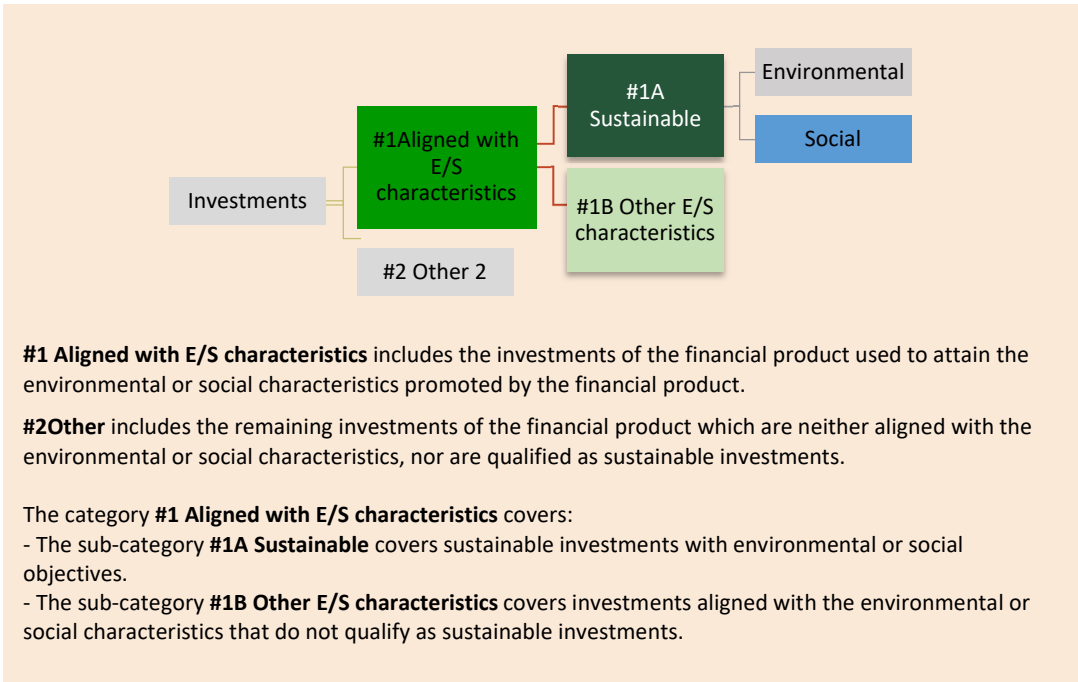 Environmental
#1A
Sustainable
#1Aligned with
E/S
characteristics
Social
Investments
#1B Other E/S
characteristics
#2 Other 2
#1 Aligned with E/S characteristics includes the investments of the financial product used to attain the
environmental or social characteristics promoted by the financial product.
#2Other includes the remaining investments of the financial product which are neither aligned with the
environmental or social characteristics, nor are qualified as sustainable investments.
The category #1 Aligned with E/S characteristics covers:
- The sub-category #1A Sustainable covers sustainable investments with environmental or social
objectives.
- The sub-category #1B Other E/S characteristics covers investments aligned with the environmental or
social characteristics that do not qualify as sustainable investments.